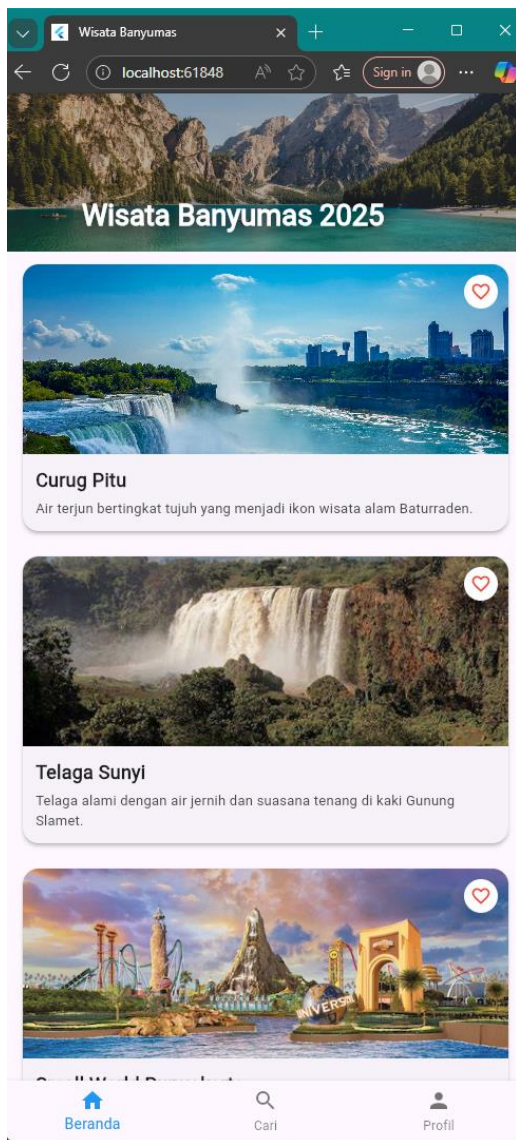 Wisata Banyumas
localhost:61848
Sign in
Wisata Banyumas 2025
Curug Pitu
Air terjun bertingkat tujuh yang menjadi ikon wisata alam Baturraden.
Telaga Sunyi
Telaga alami dengan air jernih dan suasana tenang di kaki Gunung
Slamet.
UNIVERS
Beranda
Cari
Profil